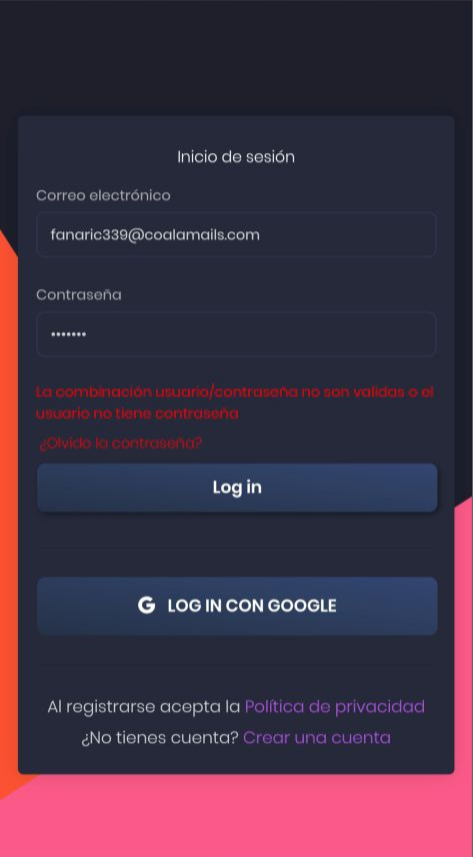 Inicio de sesión
Correo electrónico
fanaric339@coalamails.com
Contraseña
•••••••
La combinación usuario/contraseña no son validas o el
usuario no tiene contraseña
¿Olvido la contraseña?
Log in
G LOG IN CON GOOGLE
Al registrarse acepta la Política de privacidad
¿No tienes cuenta? Crear una cuenta